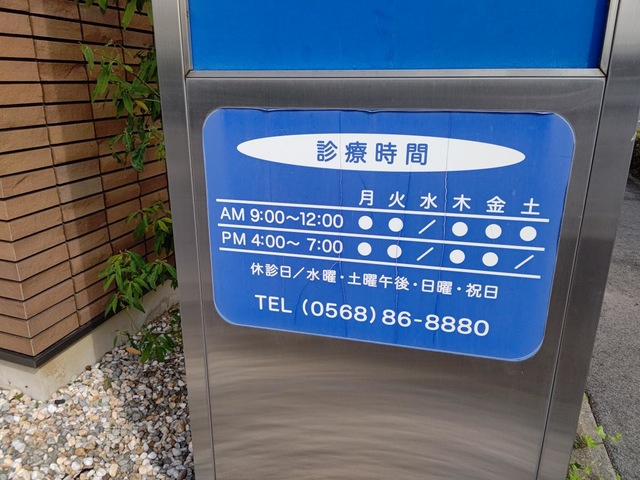 診療時間
月 火 水 木 金 土
AM 9:00〜12:00 ● ● / ● ● ●
PM 4:00〜 7:00 ● ● / ● ● /
休診日/水曜・土曜午後・日曜・祝日
TEL (0568)86-8880